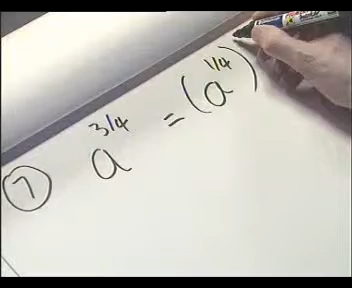 ⑦ a^{3/4} = (a^{1/4})